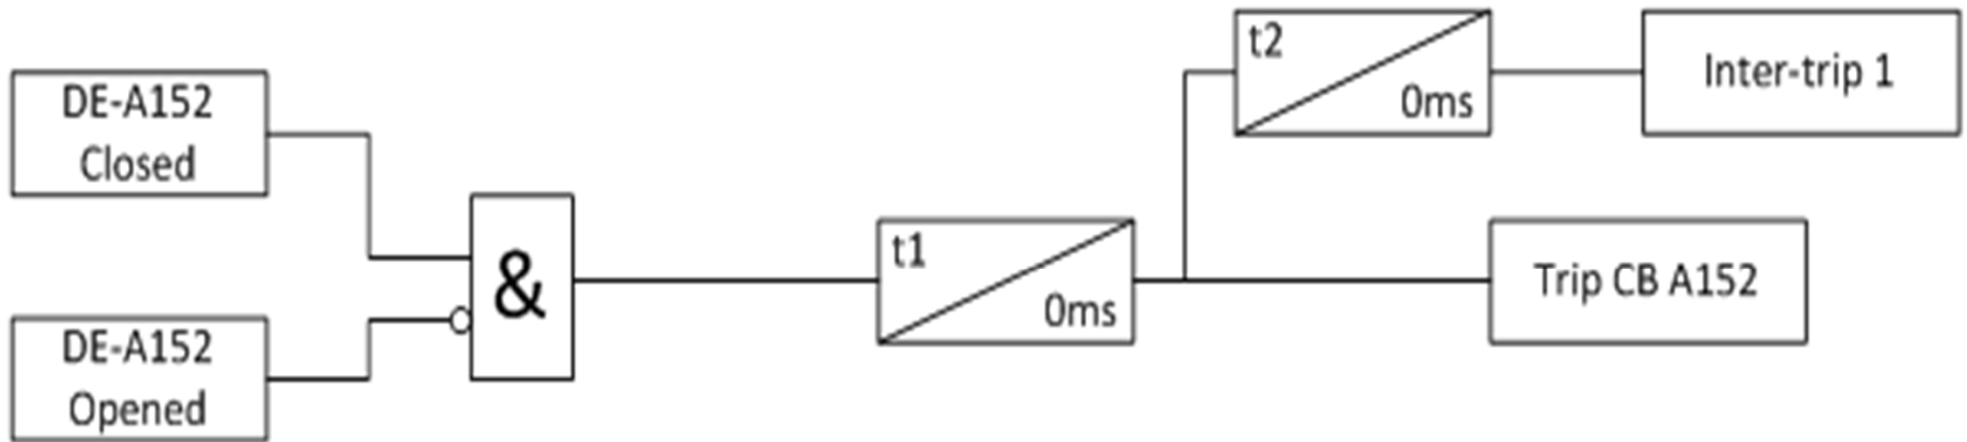 DE-A152
Closed
DE-A152
Opened
&
t1
0ms
t2
0ms
Inter-trip 1
Trip CB A152